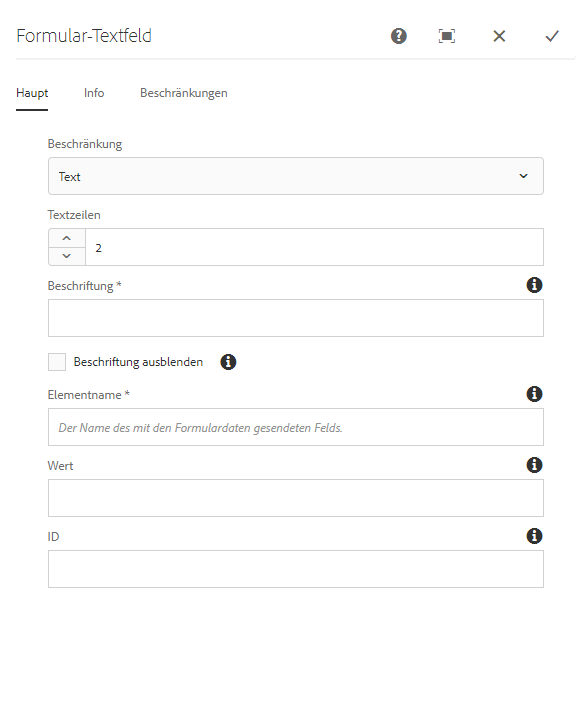 Formular-Textfeld
Haupt Info Beschränkungen
Beschränkung
Text
Textzeilen
2
Beschriftung *
Beschriftung ausblenden
Elementname *
Der Name des mit den Formulardaten gesendeten Felds.
Wert
ID